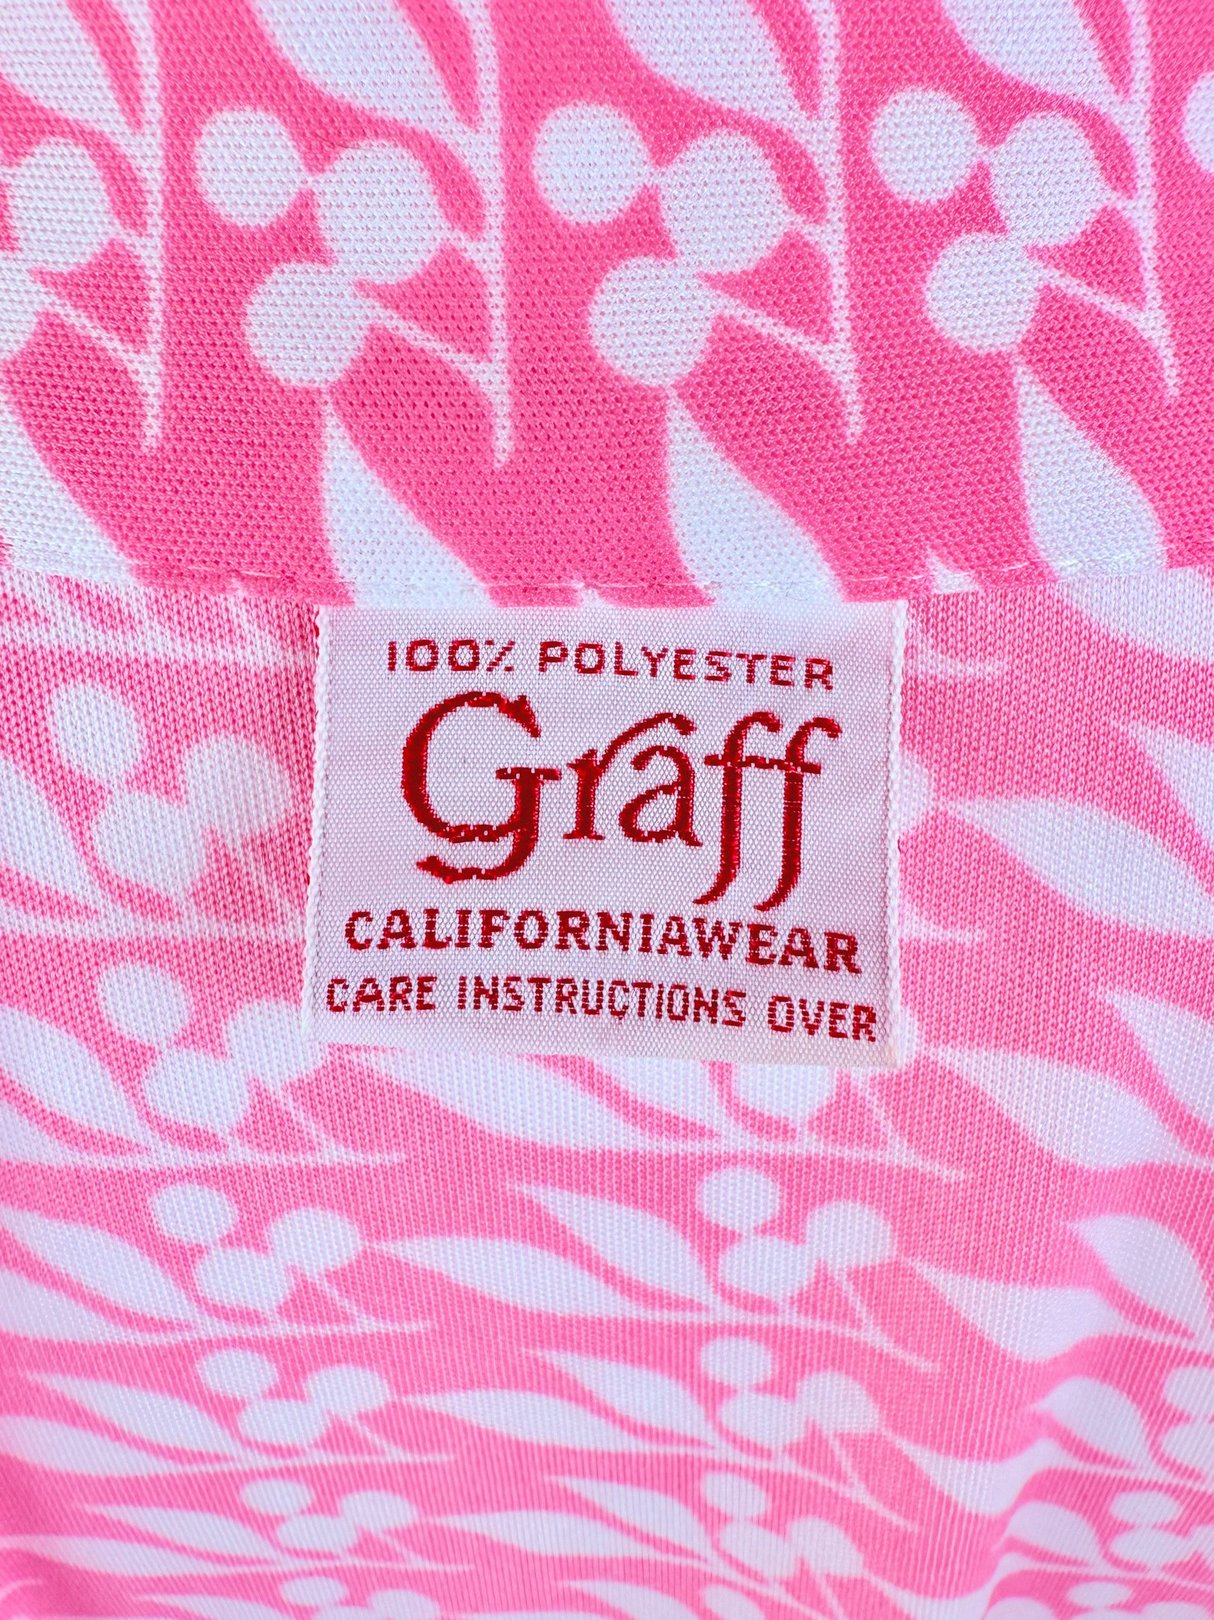 100% POLYESTER
Graff
CALIFORNIAWEAR
CARE INSTRUCTIONS OVER